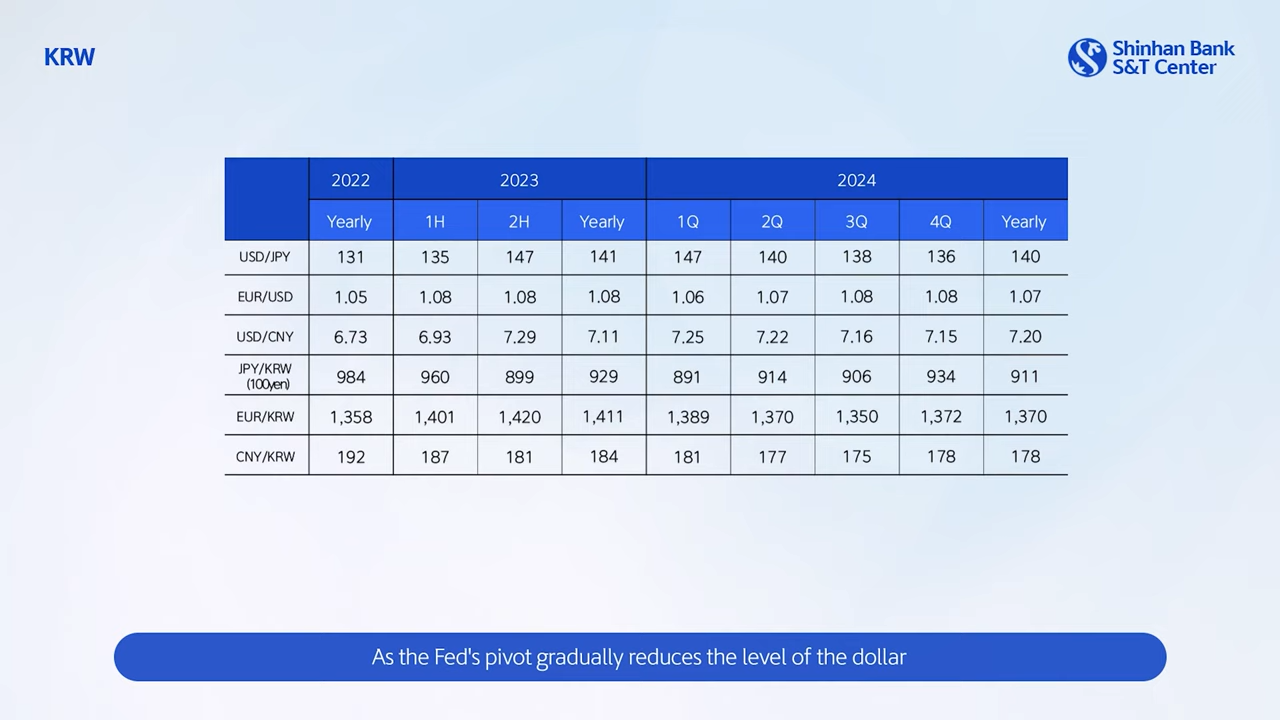 KRW
Shinhan Bank
S&T Center
2022 2023 2024
Yearly 1H 2H Yearly 1Q 2Q 3Q 4Q Yearly
USD/JPY 131 135 147 141 147 140 138 136 140
EUR/USD 1.05 1.08 1.08 1.08 1.06 1.07 1.08 1.08 1.07
USD/CNY 6.73 6.93 7.29 7.11 7.25 7.22 7.16 7.15 7.20
JPY/KRW
(100yen) 984 960 899 929 891 914 906 934 911
EUR/KRW 1,358 1,401 1,420 1,411 1,389 1,370 1,350 1,372 1,370
CNY/KRW 192 187 181 184 181 177 175 178 178
As the Fed's pivot gradually reduces the level of the dollar